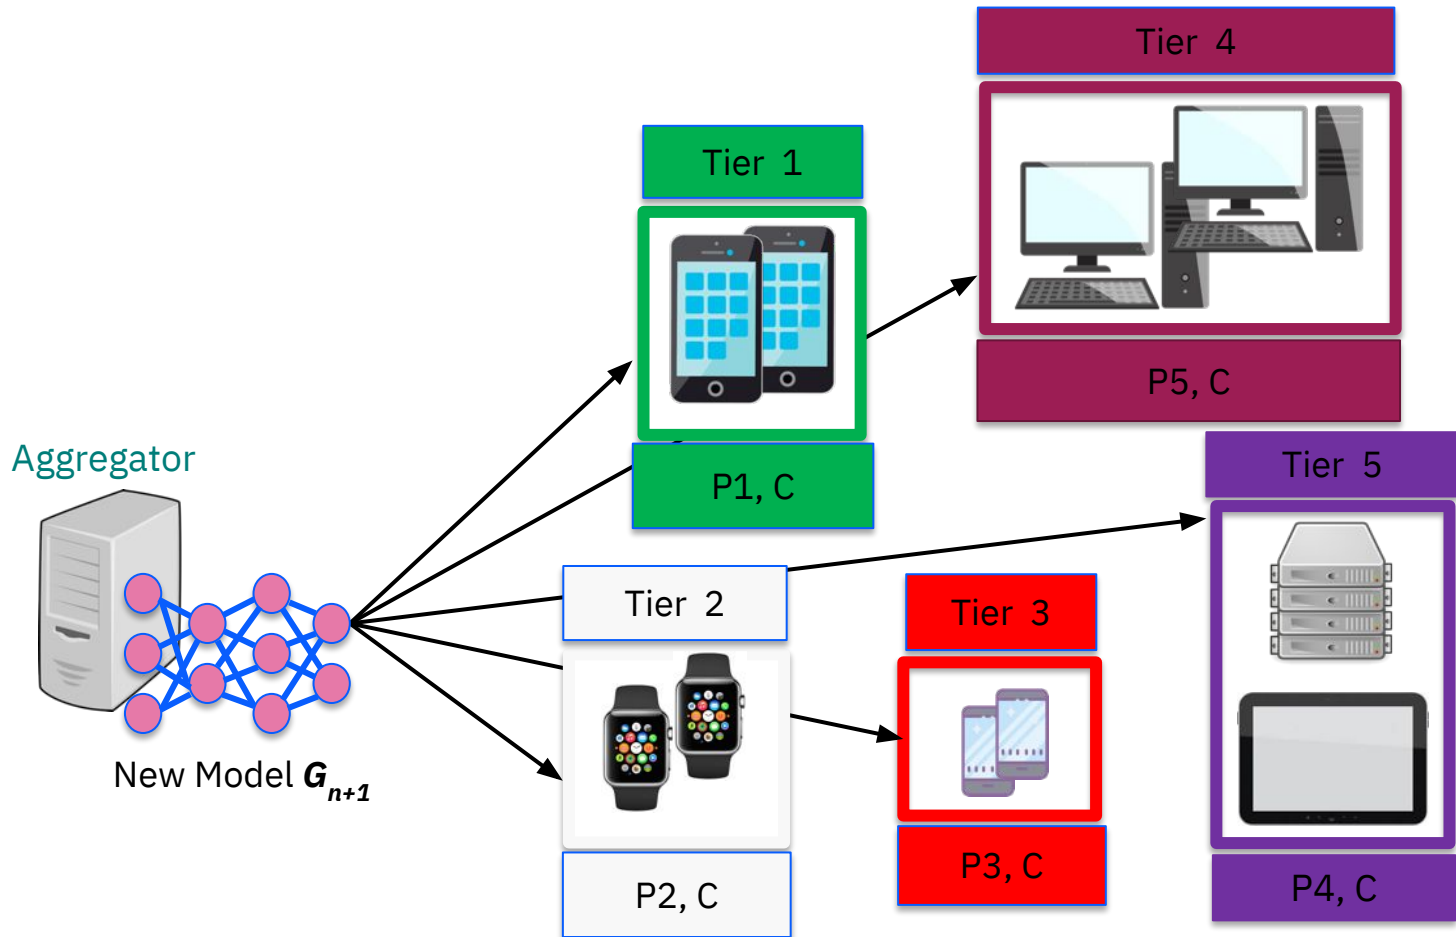 Tier 4
Tier 1
P5, C
Aggregator
P1, C
Tier 5
Tier 2
Tier 3
New Model G_{n+1}
P2, C
P3, C
P4, C